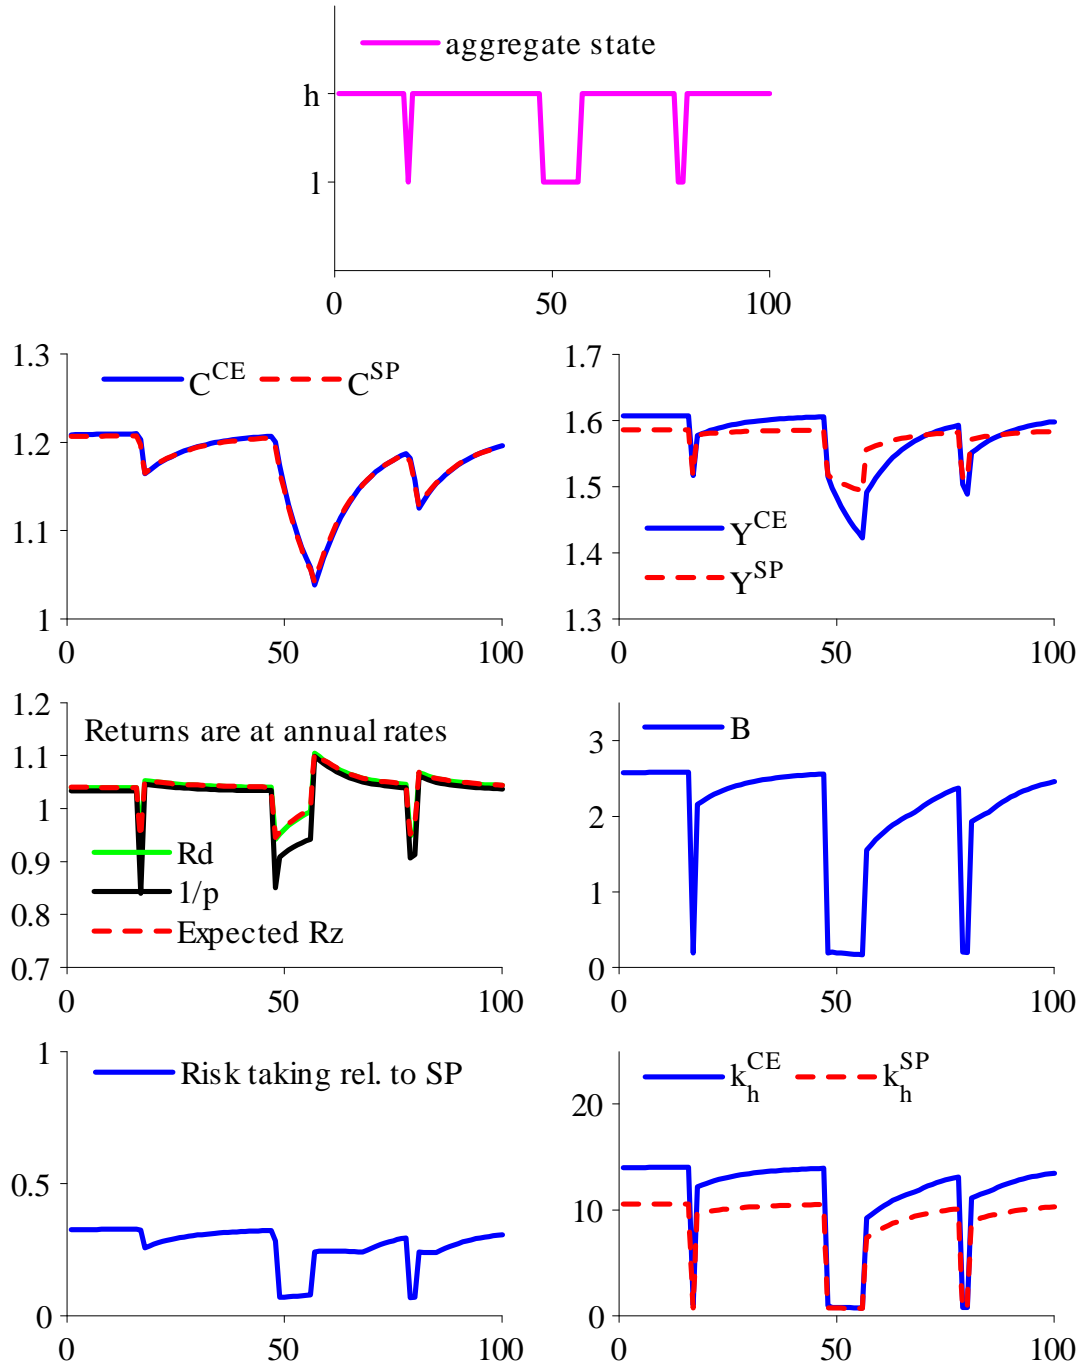 aggregate state
h
l
0 50 100
1.3
C^CE C^SP
1.2
1.1
1
0 50 100
1.7
1.6
1.5
Y^CE
1.4
Y^SP
1.3
0 50 100
1.2
Returns are at annual rates
1.1
1
0.9
Rd
0.8
1/p
Expected Rz
0.7
0 50 100
B
3
2
1
0
0 50 100
1
Risk taking rel. to SP
0.5
0
0 50 100
k_h^CE k_h^SP
20
10
0
0 50 100